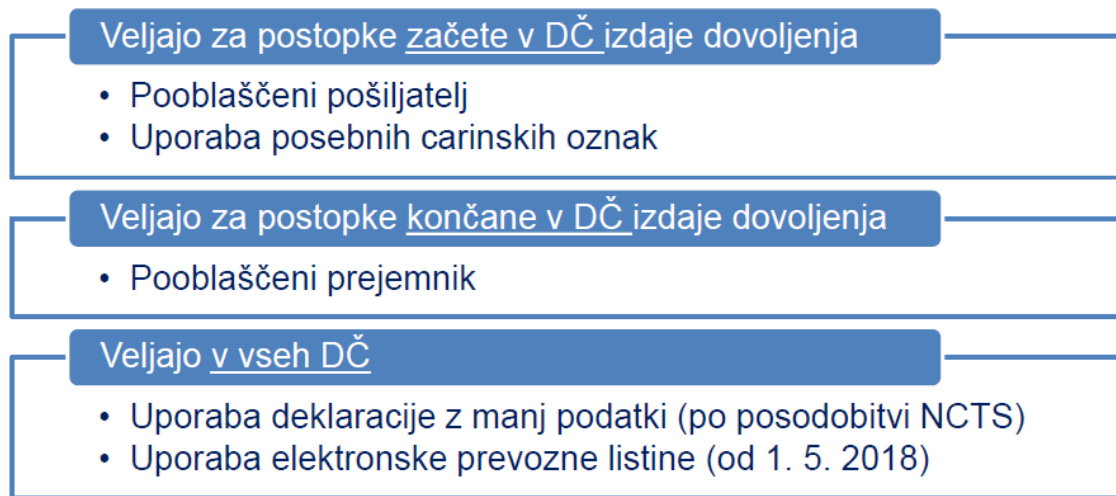 Veljajo za postopke začete v DČ izdaje dovoljenja
• Pooblaščeni pošiljatelj
• Uporaba posebnih carinskih oznak
Veljajo za postopke končane v DČ izdaje dovoljenja
• Pooblaščeni prejemnik
Veljajo v vseh DČ
• Uporaba deklaracije z manj podatki (po posodobitvi NCTS)
• Uporaba elektronske prevozne listine (od 1. 5. 2018)